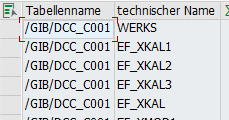 Tabellenname technischer Name
/GIB/DCC_C001 WERKS
/GIB/DCC_C001 EF_XKAL1
/GIB/DCC_C001 EF_XKAL2
/GIB/DCC_C001 EF_XKAL3
/GIB/DCC_C001 EF_XKAL